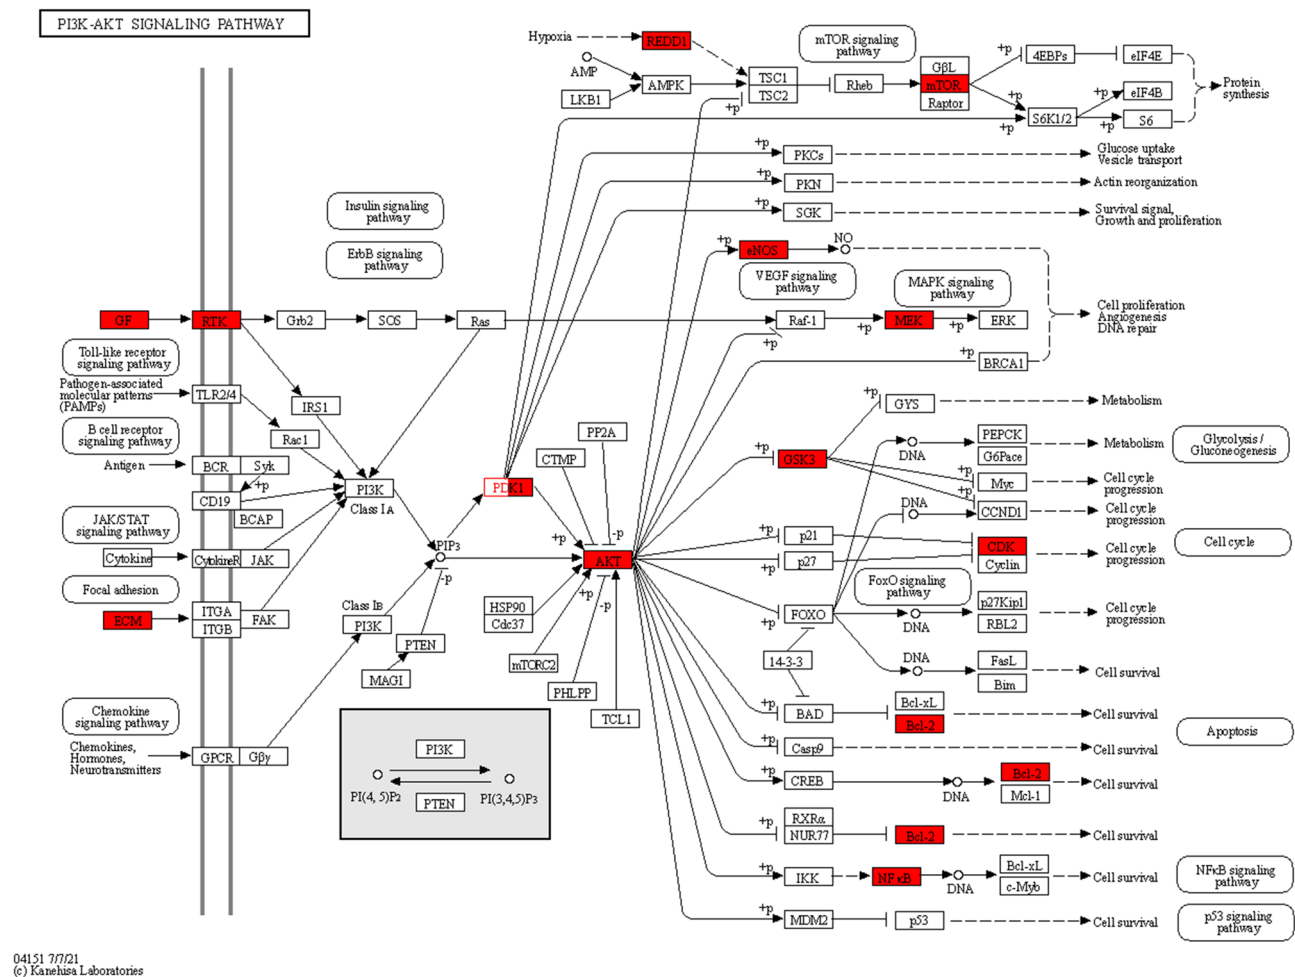 PI3K-AKT SIGNALING PATHWAY
Hypoxia
REDD1
mTOR signaling
pathway
AMP
LKB1
AMPK
TSC1
TSC2
+p
Rheb
GβL
mTOR
Raptor
+p
4EBPs
eIF4E
+p
S6K1/2
+p
+p
eIF4B
+p
S6
Protein
synthesis
+p
PKCs
Glucose uptake
Vesicle transport
+p
PKN
Actin reorganization
+p
SGK
Survival signal,
Growth and proliferation
Insulin signaling
pathway
ErbB signaling
pathway
+p
eNOS
NO
VEGF signaling
pathway
MAPK signaling
pathway
GF
RTK
Grb2
SOS
Ras
Raf-1
+p
+p
MEK
+p
ERK
+p
BRCA1
Cell proliferation
Angiogenesis
DNA repair
Toll-like receptor
signaling pathway
Pathogen-associated
molecular patterns
(PAMPs)
TLR2/4
IRS1
Rac1
B cell receptor
signaling pathway
Antigen
BCR
Syk
+p
CD19
BCAP
PI3K
Class IA
JAK/STAT
signaling pathway
Cytokine
CytokineR
JAK
Focal adhesion
ECM
ITGA
ITGB
FAK
Class IB
PI3K
PTEN
MAGI
PIP3
-p
PDK1
PP2A
CTMP
+p
-p
AKT
HSP90
Cdc37
+p
-p
mTORC2
PHLPP
TCL1
Chemokine
signaling pathway
Chemokines,
Hormones,
Neurotransmitters
GPCR
Gβγ
PI3K
PI(4, 5)P2
PI(3,4,5)P3
PTEN
+p
GYS
Metabolism
+p
GSK3
DNA
PEPCK
G6Pace
Metabolism
Glycolysis /
Gluconeogenesis
+p
Myc
Cell cycle
progression
+p
DNA
CCND1
Cell cycle
progression
+p
p21
+p
p27
CDK
Cyclin
Cell cycle
progression
Cell cycle
FoxO signaling
pathway
+p
FOXO
DNA
p27Kip1
RBL2
Cell cycle
progression
14-3-3
DNA
FasL
Bim
Cell survival
+p
BAD
Bcl-xL
Bcl-2
Cell survival
Apoptosis
+p
Casp9
Cell survival
+p
CREB
DNA
Bcl-2
Mcl-1
Cell survival
+p
RXRα
NUR77
Bcl-2
Cell survival
+p
IKK
NFκB
DNA
Bcl-xL
c-Myb
Cell survival
NFκB signaling
pathway
+p
MDM2
p53
Cell survival
p53 signaling
pathway
04151 7/7/21
(c) Kanehisa Laboratories